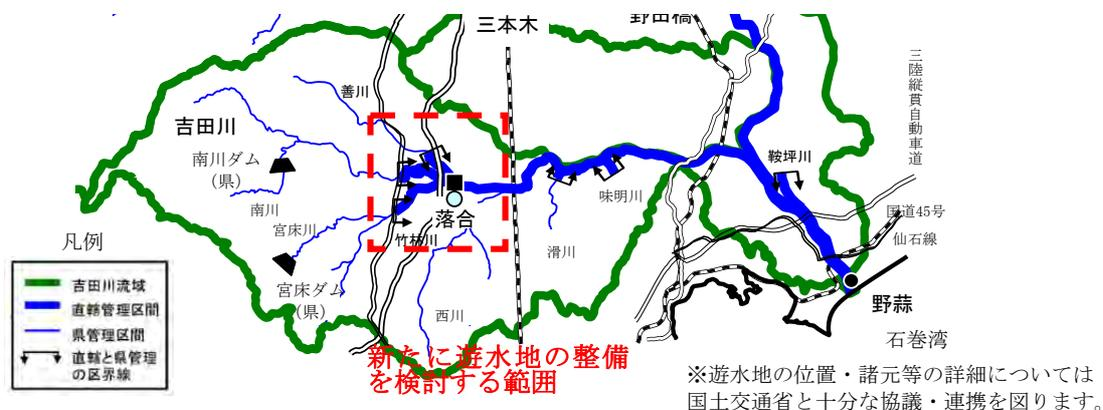 三本木
野田橋
三陸縦貫自動車道
善川
吉田川
南川ダム
（県）
南川
宮床川
鞍坪川
味明川
国道45号
仙石線
落合
竹林川
滑川
凡例
吉田川流域
直轄管理区間
県管理区間
直轄と県管理
の区界線
宮床ダム
（県）
西川
野蒜
石巻湾
新たに遊水地の整備
を検討する範囲
※遊水地の位置・諸元等の詳細については
国土交通省と十分な協議・連携を図ります。